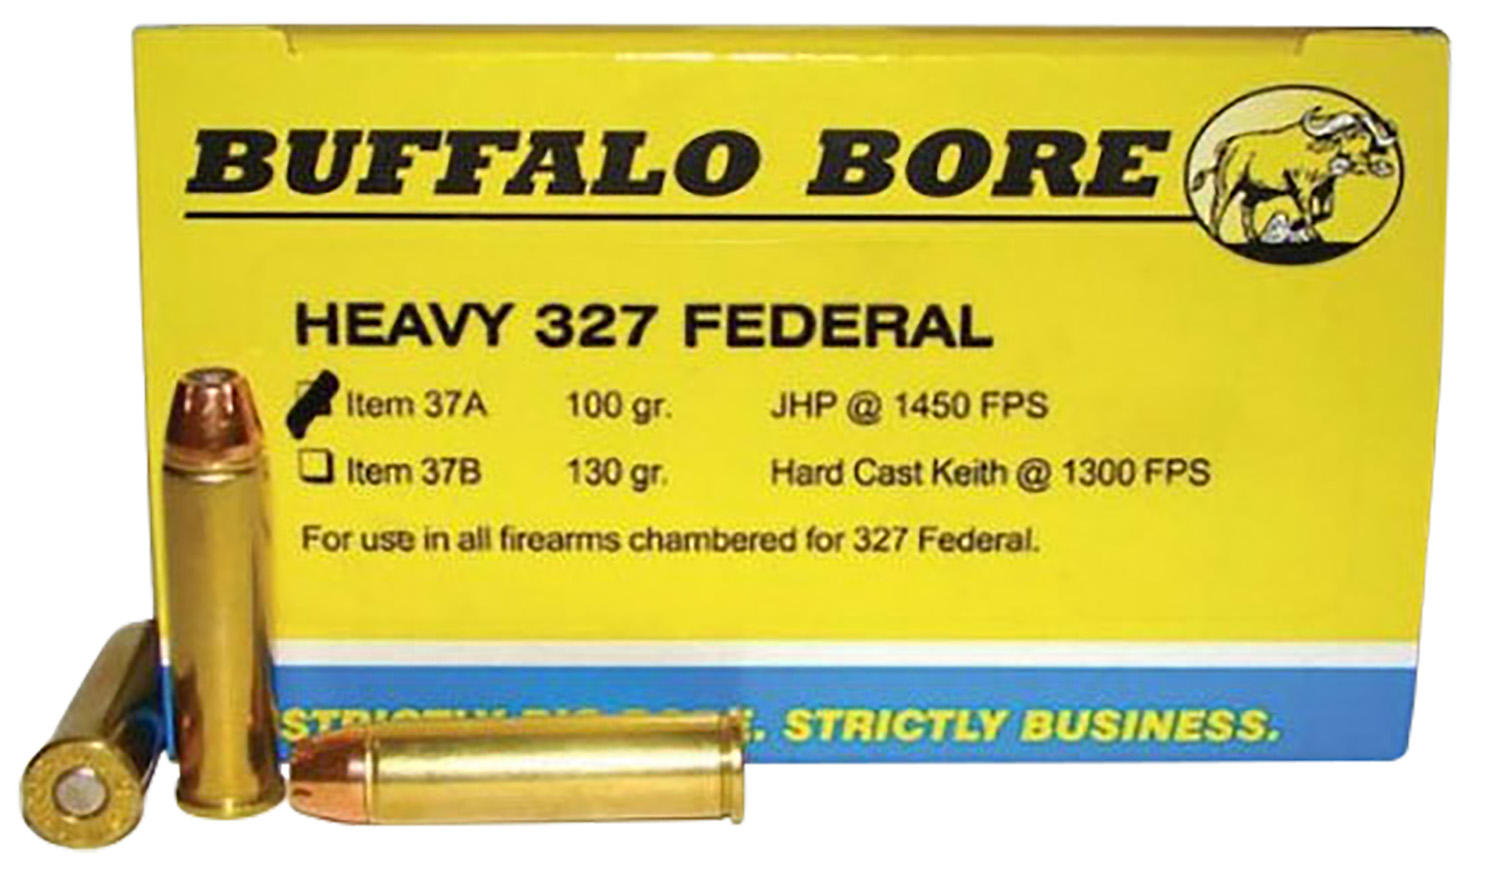 BUFFALO BORE
HEAVY 327 FEDERAL
Item 37A 100 gr. JHP @ 1450 FPS
Item 37B 130 gr. Hard Cast Keith @ 1300 FPS
For use in all firearms chambered for 327 Federal.
STRICTLY BUSINESS.